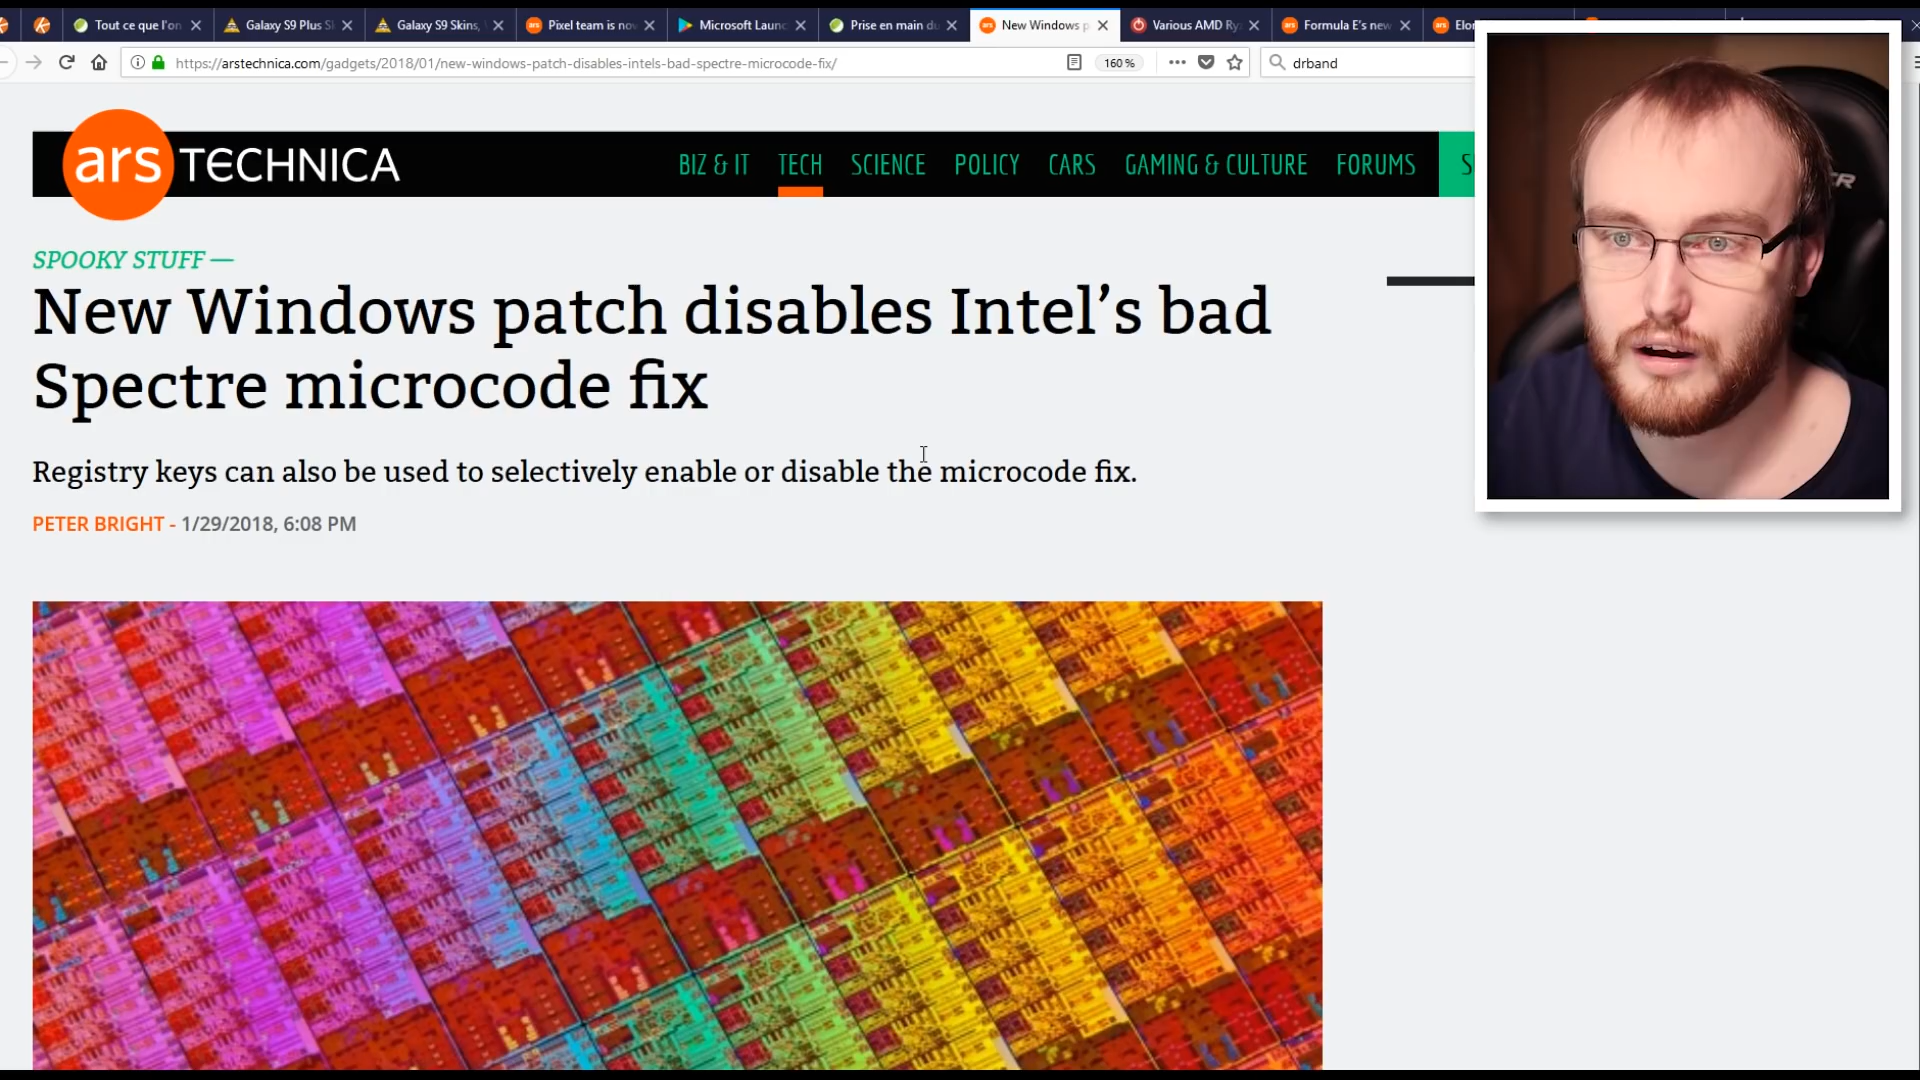 Tout ce que l'on
Galaxy S9 Plus S
Galaxy S9 Skins,
Pixel team is now
Microsoft Launc
Prise en main du
New Windows p
Various AMD Ry
Formula E's new
Elon
https://arstechnica.com/gadgets/2018/01/new-windows-patch-disables-intels-bad-spectre-microcode-fix/
160 %
drband
ars TECHNICA
BIZ & IT
TECH
SCIENCE
POLICY
CARS
GAMING & CULTURE
FORUMS
S
SPOOKY STUFF —
New Windows patch disables Intel’s bad
Spectre microcode fix
Registry keys can also be used to selectively enable or disable the microcode fix.
PETER BRIGHT - 1/29/2018, 6:08 PM